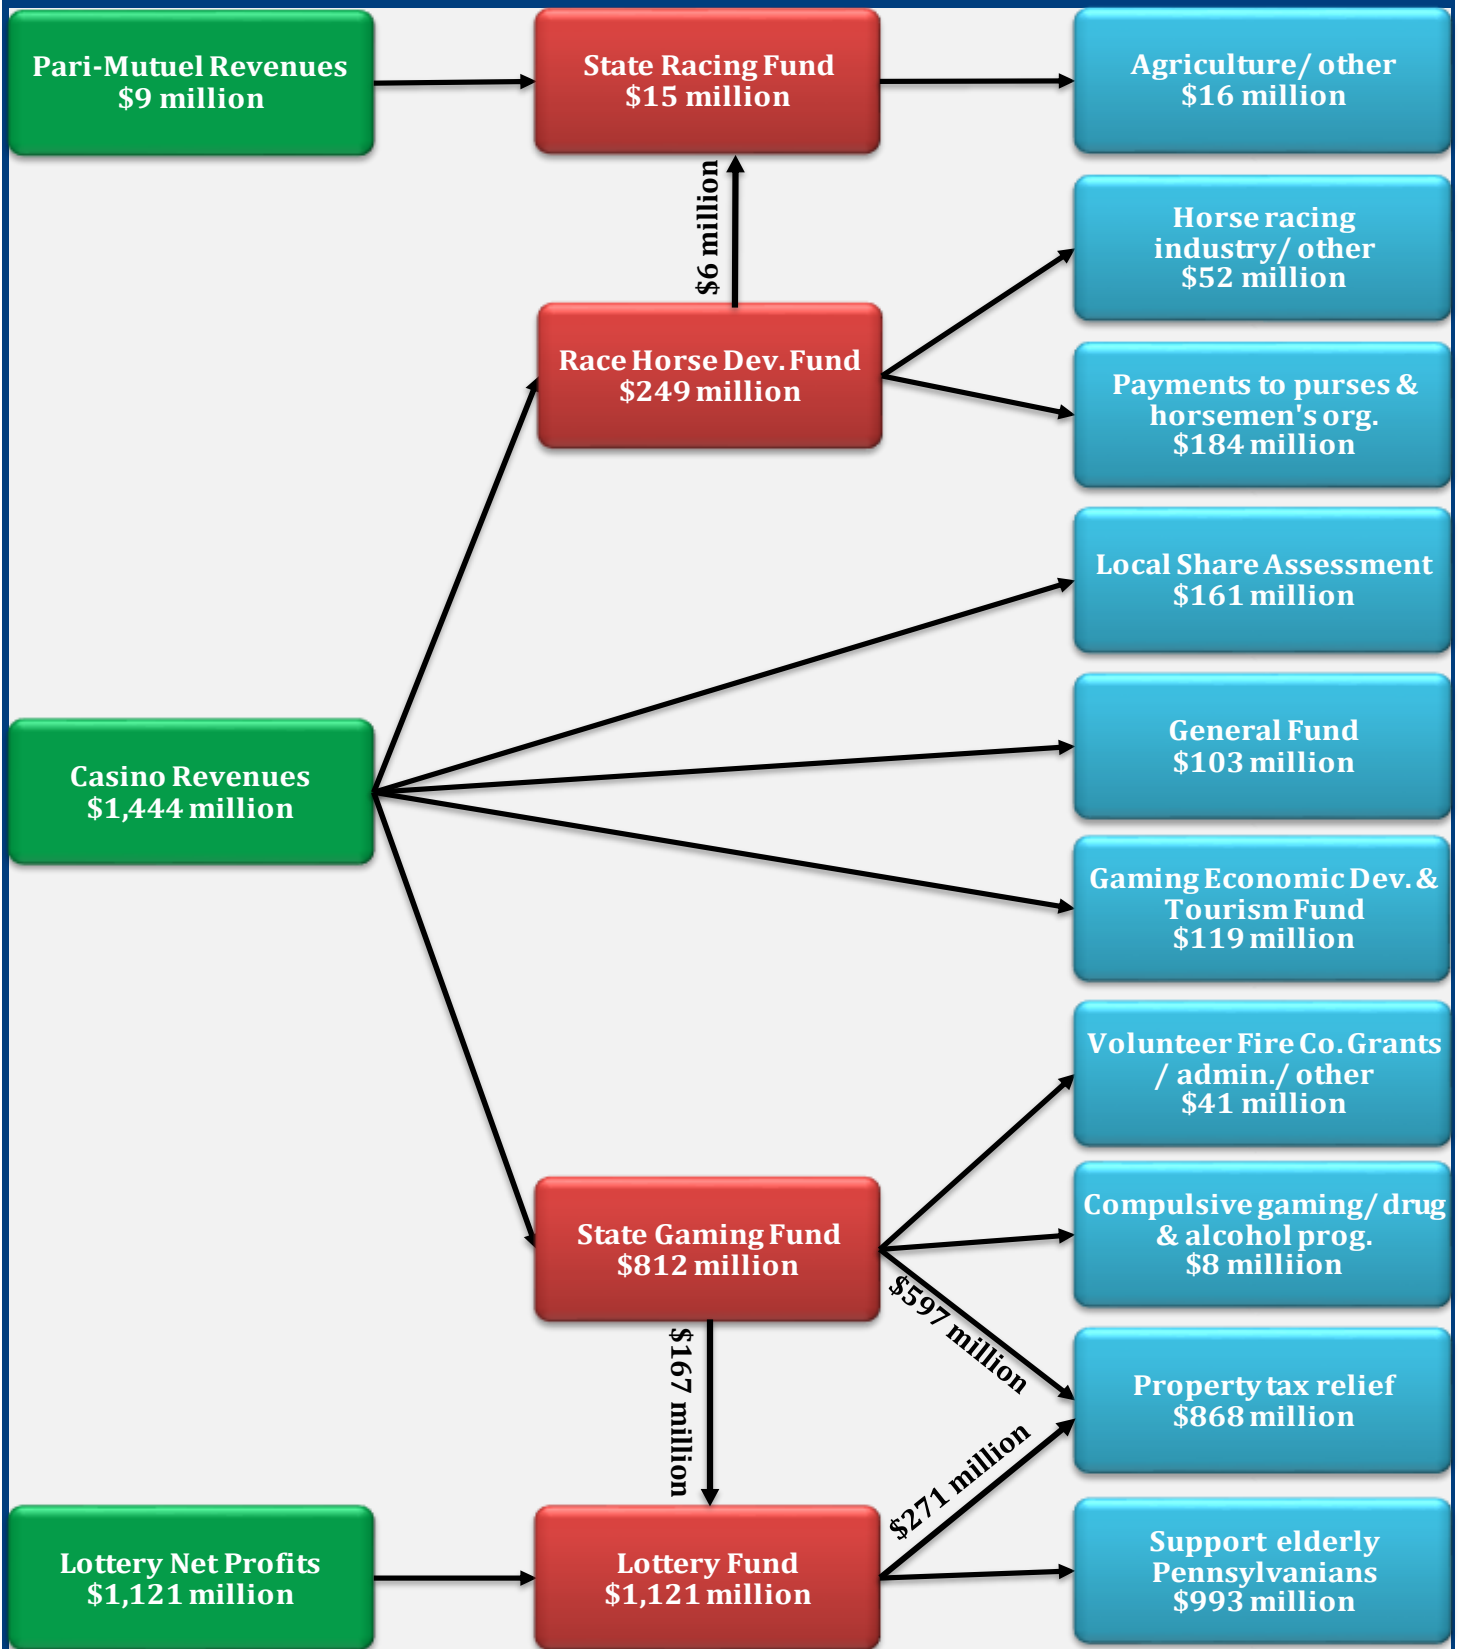 Pari-Mutuel Revenues
$9 million
State Racing Fund
$15 million
Agriculture/ other
$16 million
$6 million
Horse racing
industry/ other
$52 million
Race Horse Dev. Fund
$249 million
Payments to purses &
horsemen's org.
$184 million
Local Share Assessment
$161 million
General Fund
$103 million
Casino Revenues
$1,444 million
Gaming Economic Dev. &
Tourism Fund
$119 million
Volunteer Fire Co. Grants
/ admin./ other
$41 million
State Gaming Fund
$812 million
Compulsive gaming/ drug
& alcohol prog.
$8 milliion
$597 million
$167 million
Property tax relief
$868 million
$271 million
Lottery Net Profits
$1,121 million
Lottery Fund
$1,121 million
Support elderly
Pennsylvanians
$993 million